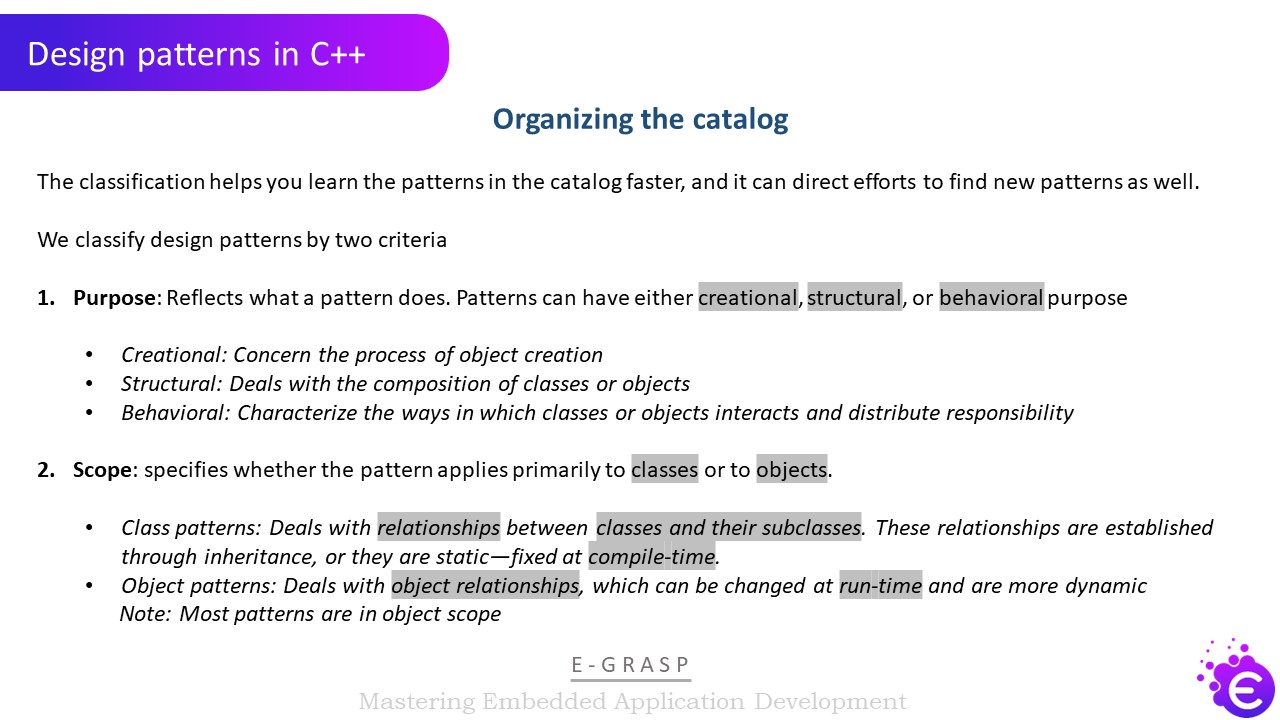 Design patterns in C++
Organizing the catalog
The classification helps you learn the patterns in the catalog faster, and it can direct efforts to find new patterns as well.
We classify design patterns by two criteria
1. Purpose: Reflects what a pattern does. Patterns can have either creational, structural, or behavioral purpose
• Creational: Concern the process of object creation
• Structural: Deals with the composition of classes or objects
• Behavioral: Characterize the ways in which classes or objects interacts and distribute responsibility
2. Scope: specifies whether the pattern applies primarily to classes or to objects.
• Class patterns: Deals with relationships between classes and their subclasses. These relationships are established
through inheritance, or they are static—fixed at compile-time.
• Object patterns: Deals with object relationships, which can be changed at run-time and are more dynamic
Note: Most patterns are in object scope
E-GRASP
Mastering Embedded Application Development